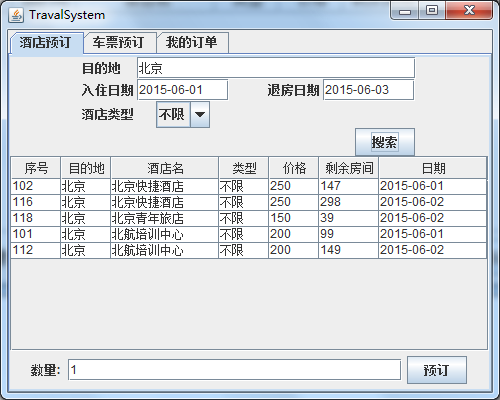 TravalSystem
酒店预订 车票预订 我的订单
目的地 北京
入住日期 2015-06-01 退房日期 2015-06-03
酒店类型 不限
搜索
序号 目的地 酒店名 类型 价格 剩余房间 日期
102 北京 北京快捷酒店 不限 250 147 2015-06-01
116 北京 北京快捷酒店 不限 250 298 2015-06-02
118 北京 北京青年旅店 不限 150 39 2015-06-02
101 北京 北航培训中心 不限 200 99 2015-06-01
112 北京 北航培训中心 不限 200 149 2015-06-02
数量: 1 预订